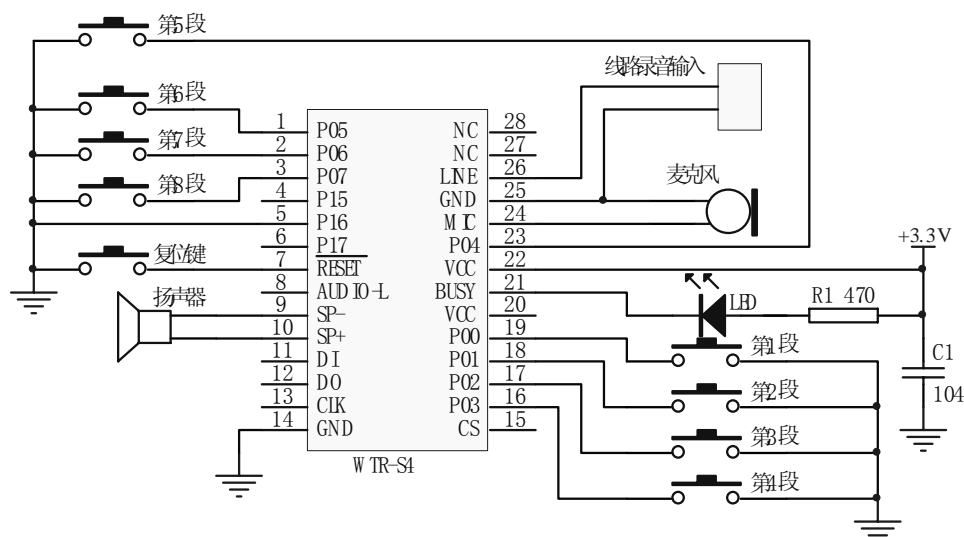 第5段
线路录音输入
第6段
第7段
第8段
麦克风
复位键
扬声器
+3.3V
LED
R1 470
C1
104
第1段
第2段
第3段
第4段
1 P05
2 P06
3 P07
4 P15
5 P16
6 P17
7 RESET
8 AUDIO-L
9 SP-
10 SP+
11 DI
12 DO
13 CLK
14 GND
28 NC
27 NC
26 LINE
25 GND
24 MIC
23 P04
22 VCC
21 BUSY
20 VCC
19 P00
18 P01
17 P02
16 P03
15 CS
WTR-S4